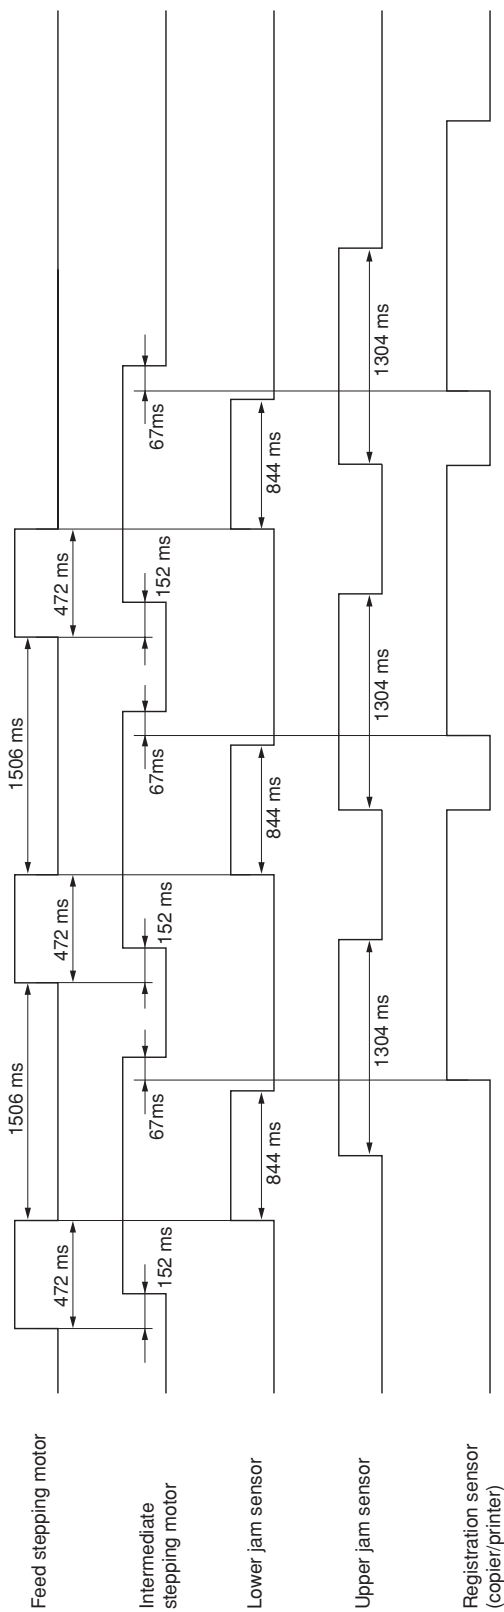 Feed stepping motor
472 ms
1506 ms
472 ms
1506 ms
472 ms
Intermediate
stepping motor
152 ms
67ms
152 ms
67ms
152 ms
67ms
Lower jam sensor
844 ms
844 ms
844 ms
Upper jam sensor
1304 ms
1304 ms
1304 ms
Registration sensor
(copier/printer)